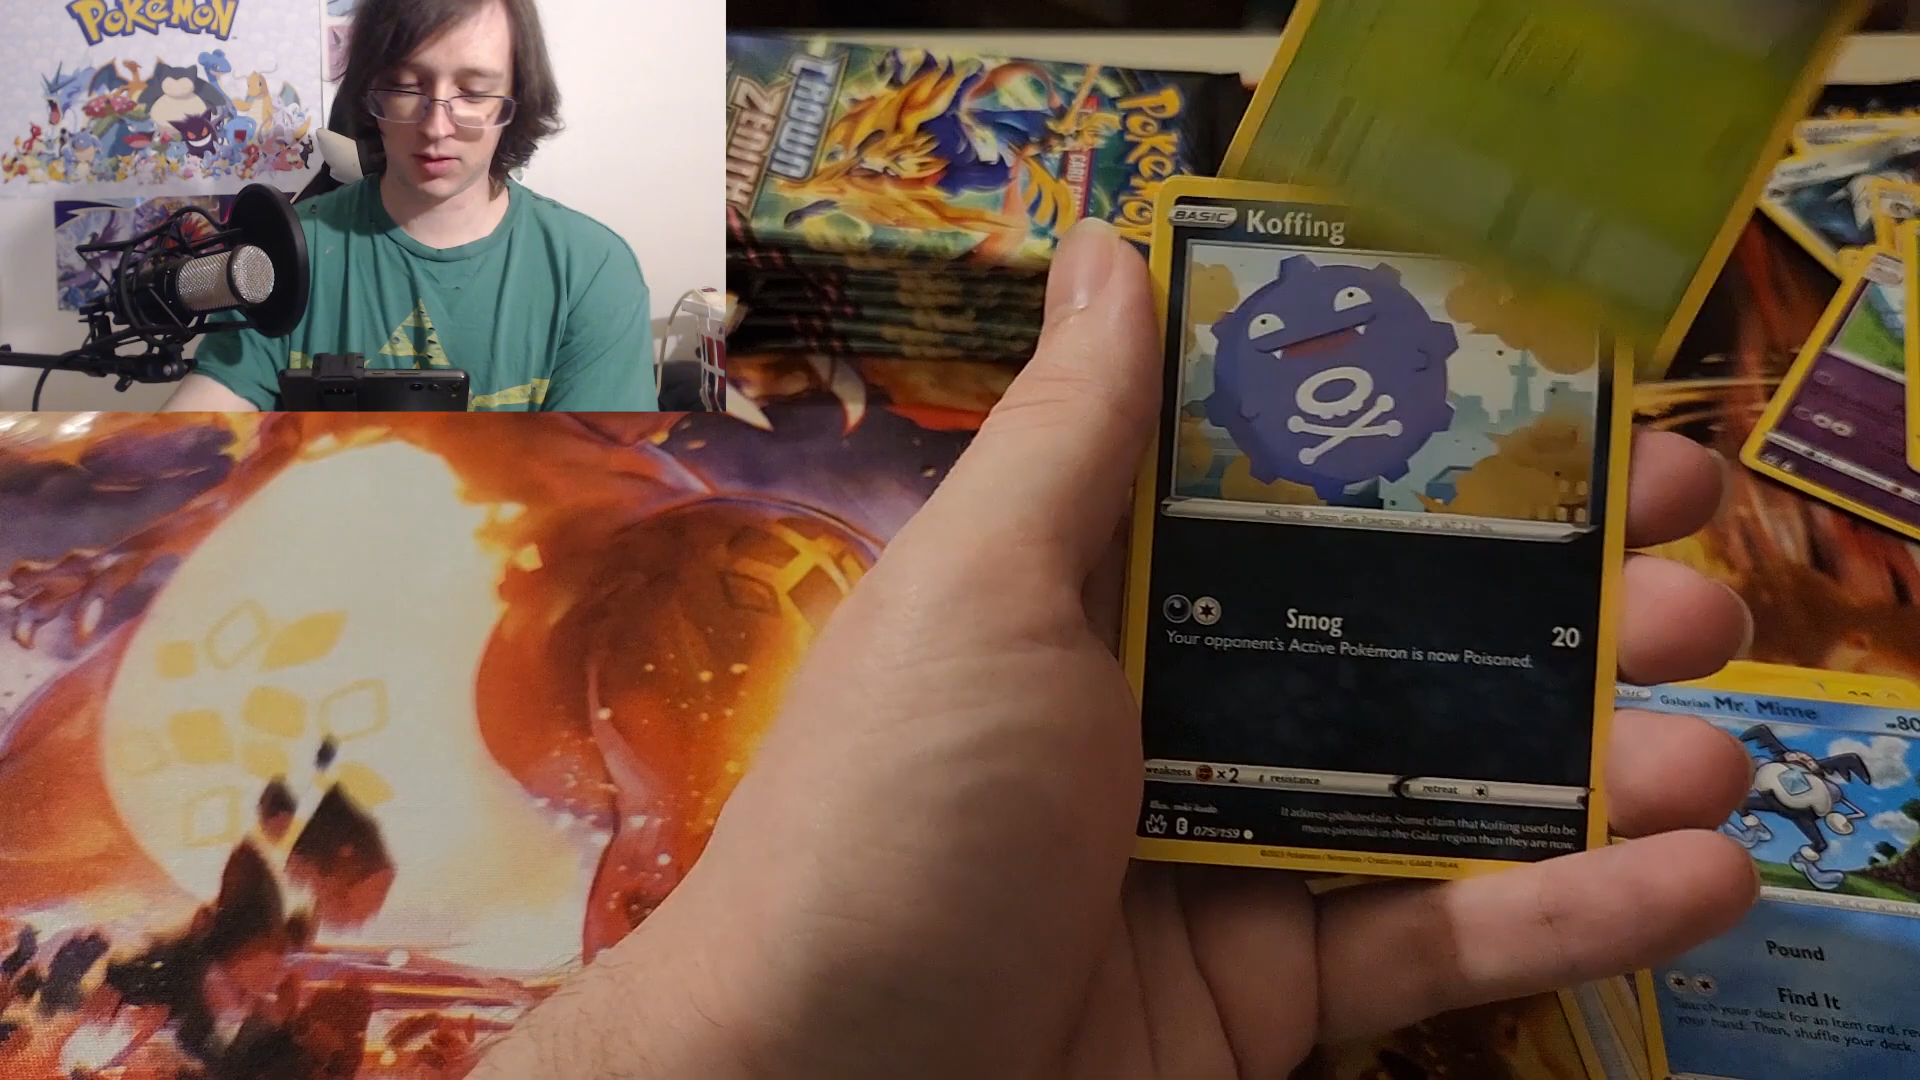 POKéMON
CROWN
ZENITH
Pokémon
BASIC Koffing
Smog 20
Your opponent's Active Pokémon is now Poisoned.
weakness ×2 resistance retreat
E 075/159
It adores polluted air. Some claim that Koffing used to be
more plentiful in the Galar region than they are now.
Galarian Mr. Mime 80
Pound
Find It
Search your deck for an Item card,
your hand. Then, shuffle your deck.